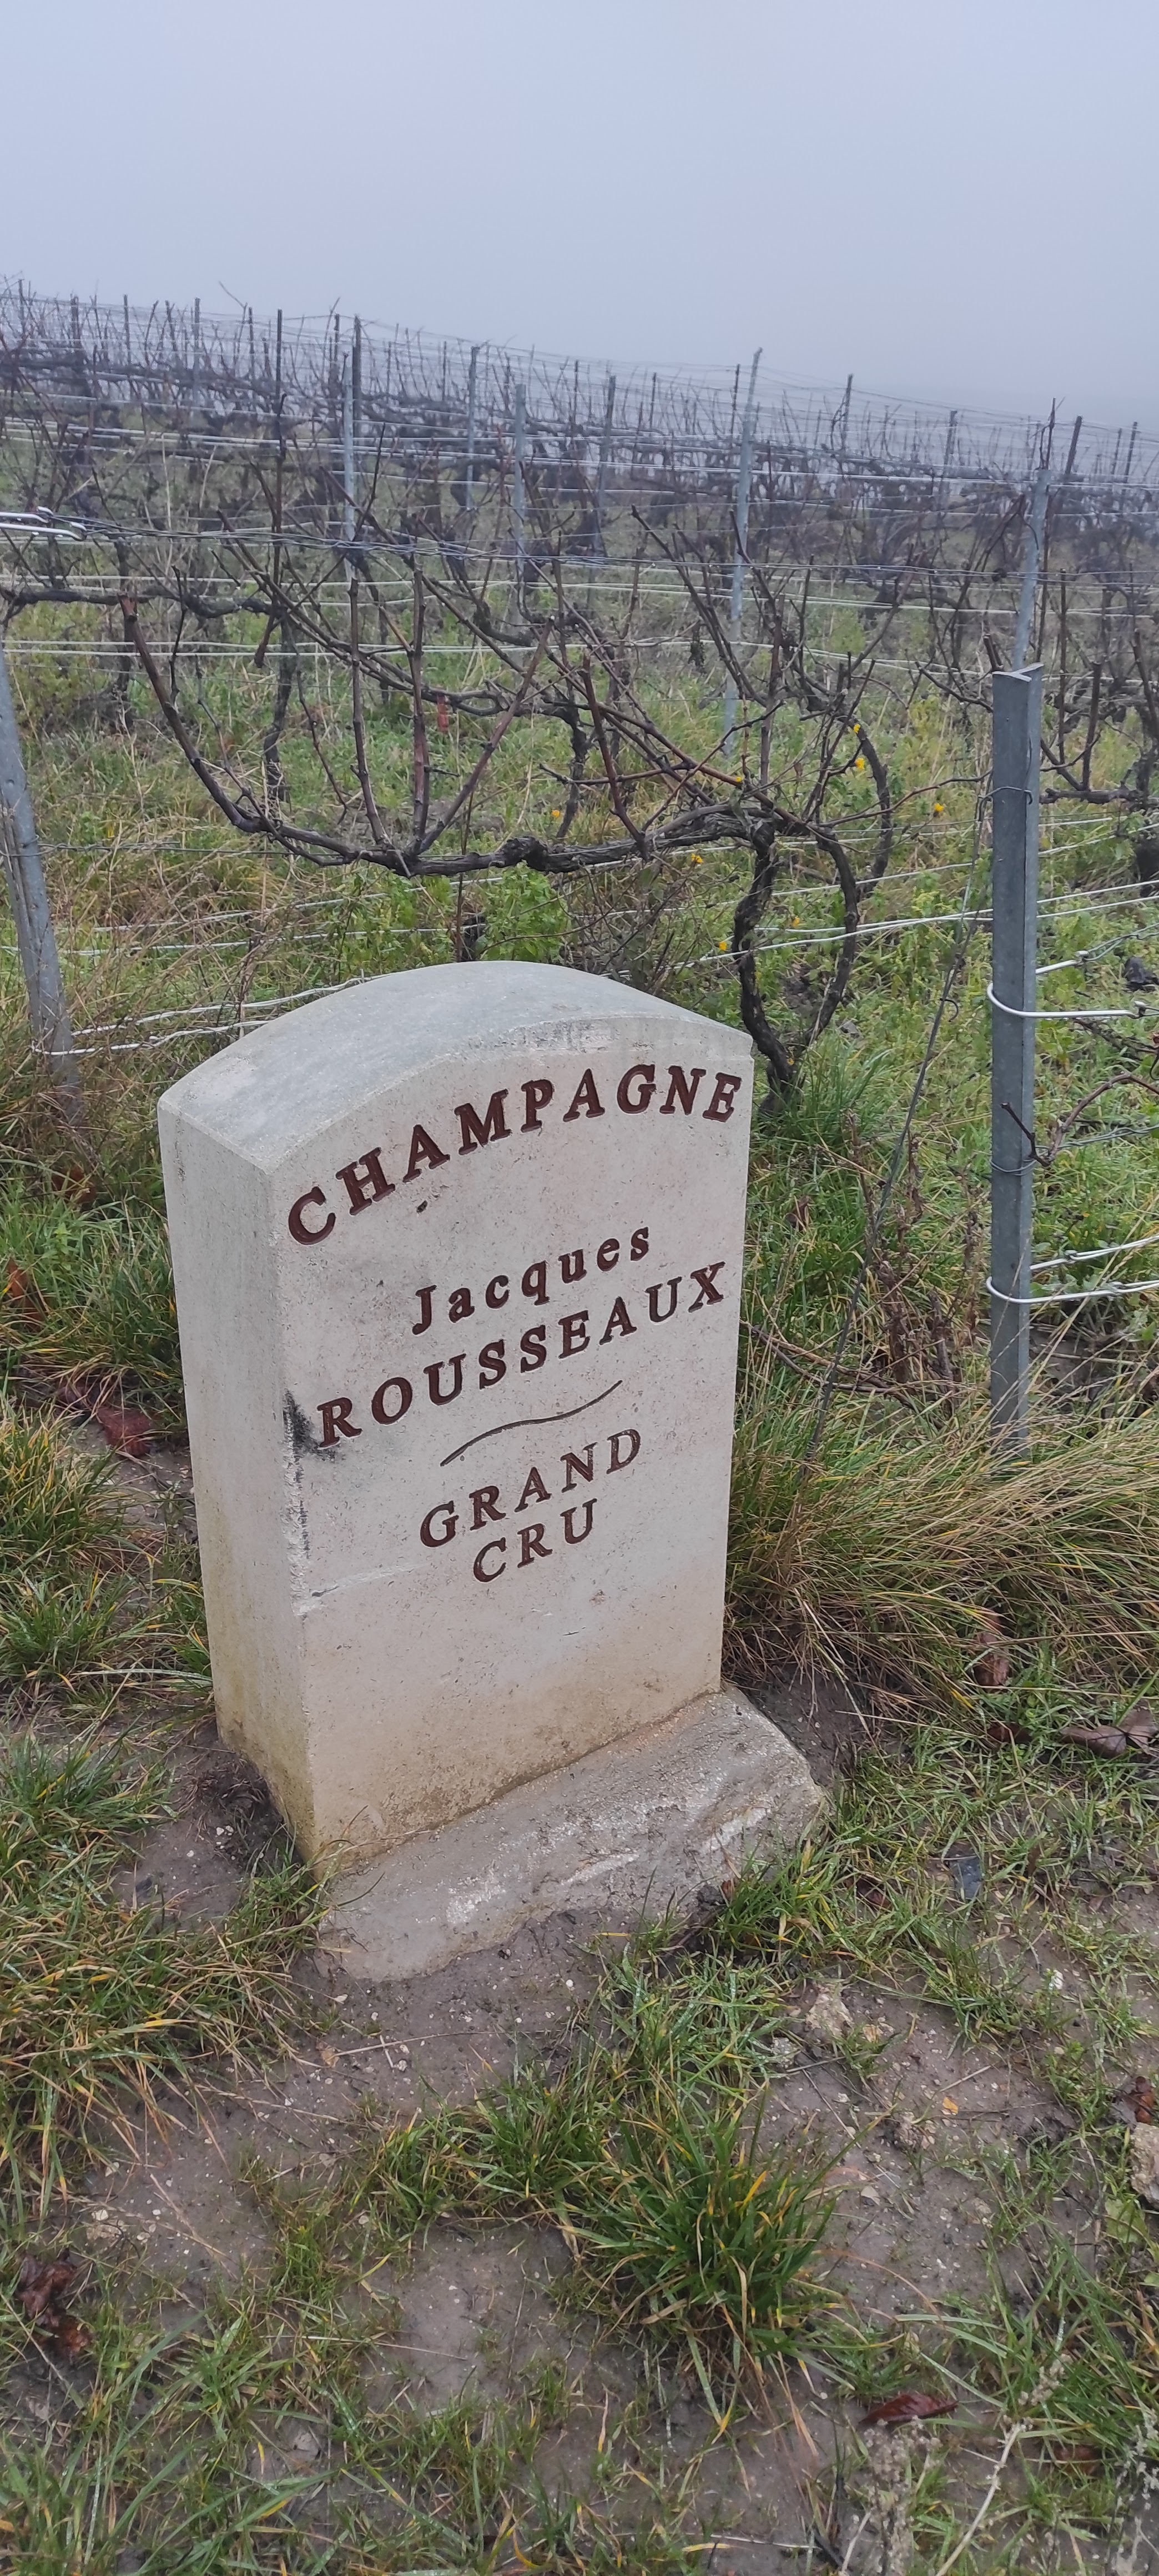 CHAMPAGNE
Jacques
ROUSSEAUX
GRAND
CRU